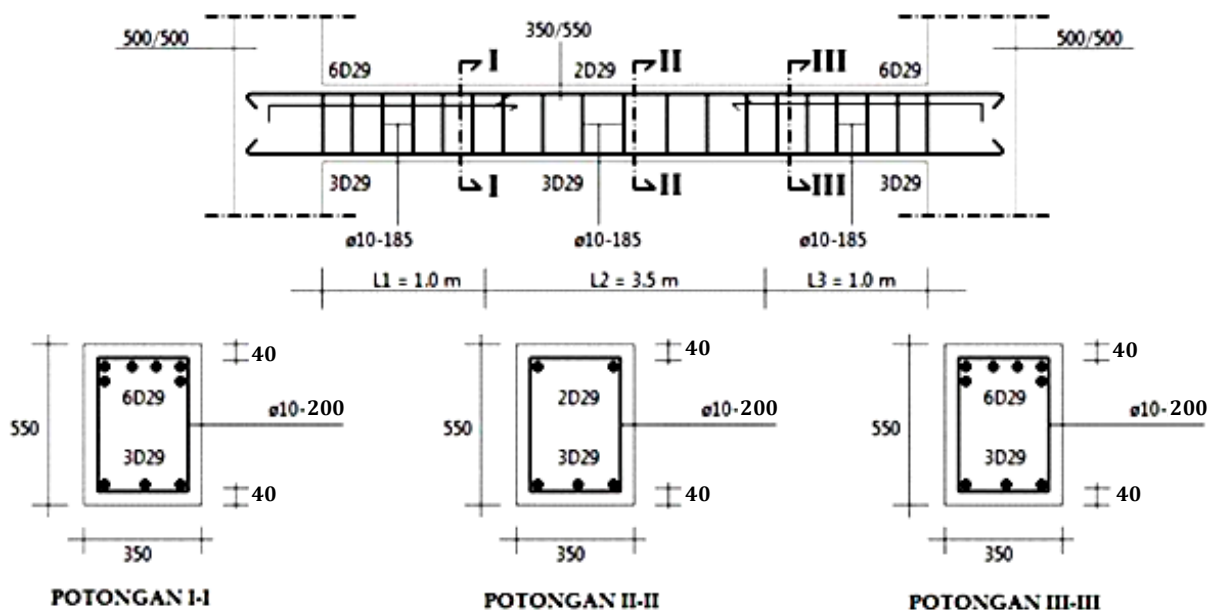 500/500
350/550
500/500
6D29
I
2D29
II
III
6D29
3D29
I
3D29
II
III
3D29
ø10-185
ø10-185
ø10-185
L1 = 1.0 m
L2 = 3.5 m
L3 = 1.0 m
40
6D29
ø10-200
550
3D29
40
350
POTONGAN I-I
40
2D29
ø10-200
550
3D29
40
350
POTONGAN II-II
40
6D29
ø10-200
550
3D29
40
350
POTONGAN III-III